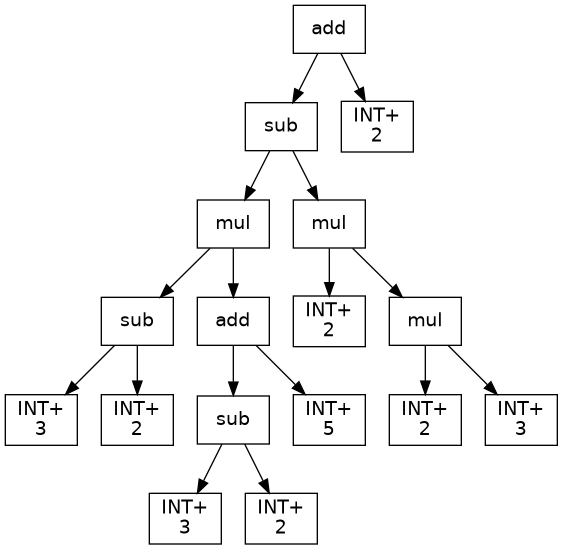 add
sub
INT+
2
mul
mul
sub
add
INT+
2
mul
INT+
3
INT+
2
sub
INT+
5
INT+
2
INT+
3
INT+
3
INT+
2